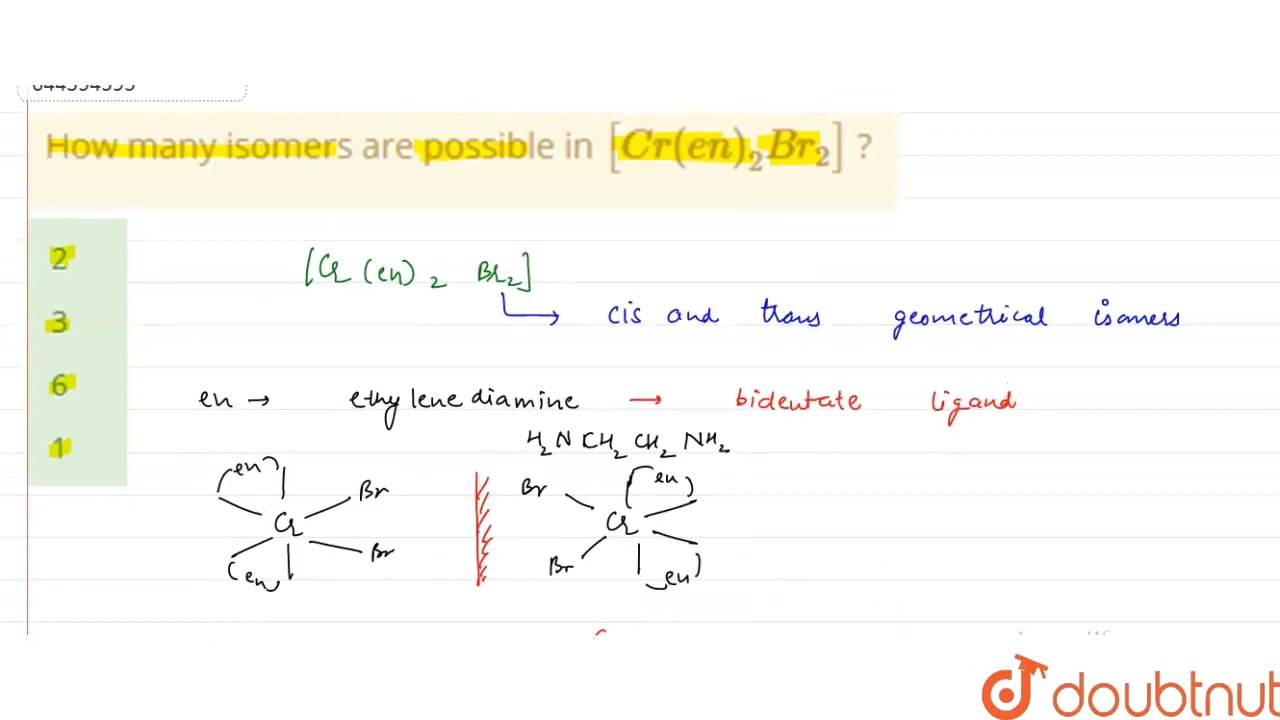 How many isomers are possible in [Cr(en)₂Br₂] ?
2
3
6
1
[Cr (en)₂ Br₂]
cis and trans geometrical isomers
en → ethylene diamine → bidentate ligand
H₂N CH₂ CH₂ NH₂
(en) Br Cr Br (en)
Br (en) Cr Br (en)
doubtnut